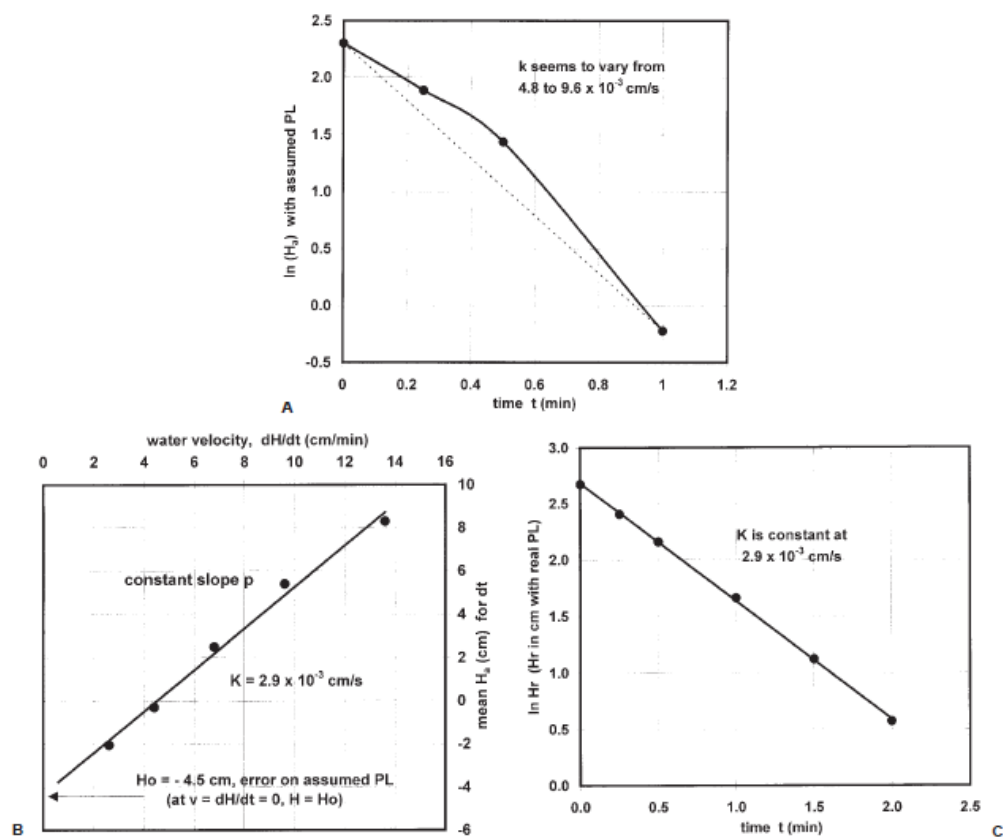 2.5
2.0
1.5
1.0
0.5
0.0
-0.5
ln (Ha) with assumed PL
k seems to vary from
4.8 to 9.6 x 10-3 cm/s
0 0.2 0.4 0.6 0.8 1 1.2
time t (min)
A
water velocity, dH/dt (cm/min)
0 2 4 6 8 10 12 14 16
10
8
6
4
2
0
-2
-4
-6
mean Ha (cm) for dt
constant slope p
K = 2.9 x 10-3 cm/s
Ho = - 4.5 cm, error on assumed PL
(at v = dH/dt = 0, H = Ho)
B
3.0
2.5
2.0
1.5
1.0
0.5
0.0
ln Hr (Hr in cm with real PL)
K is constant at
2.9 x 10-3 cm/s
0.0 0.5 1.0 1.5 2.0 2.5
time t (min)
C